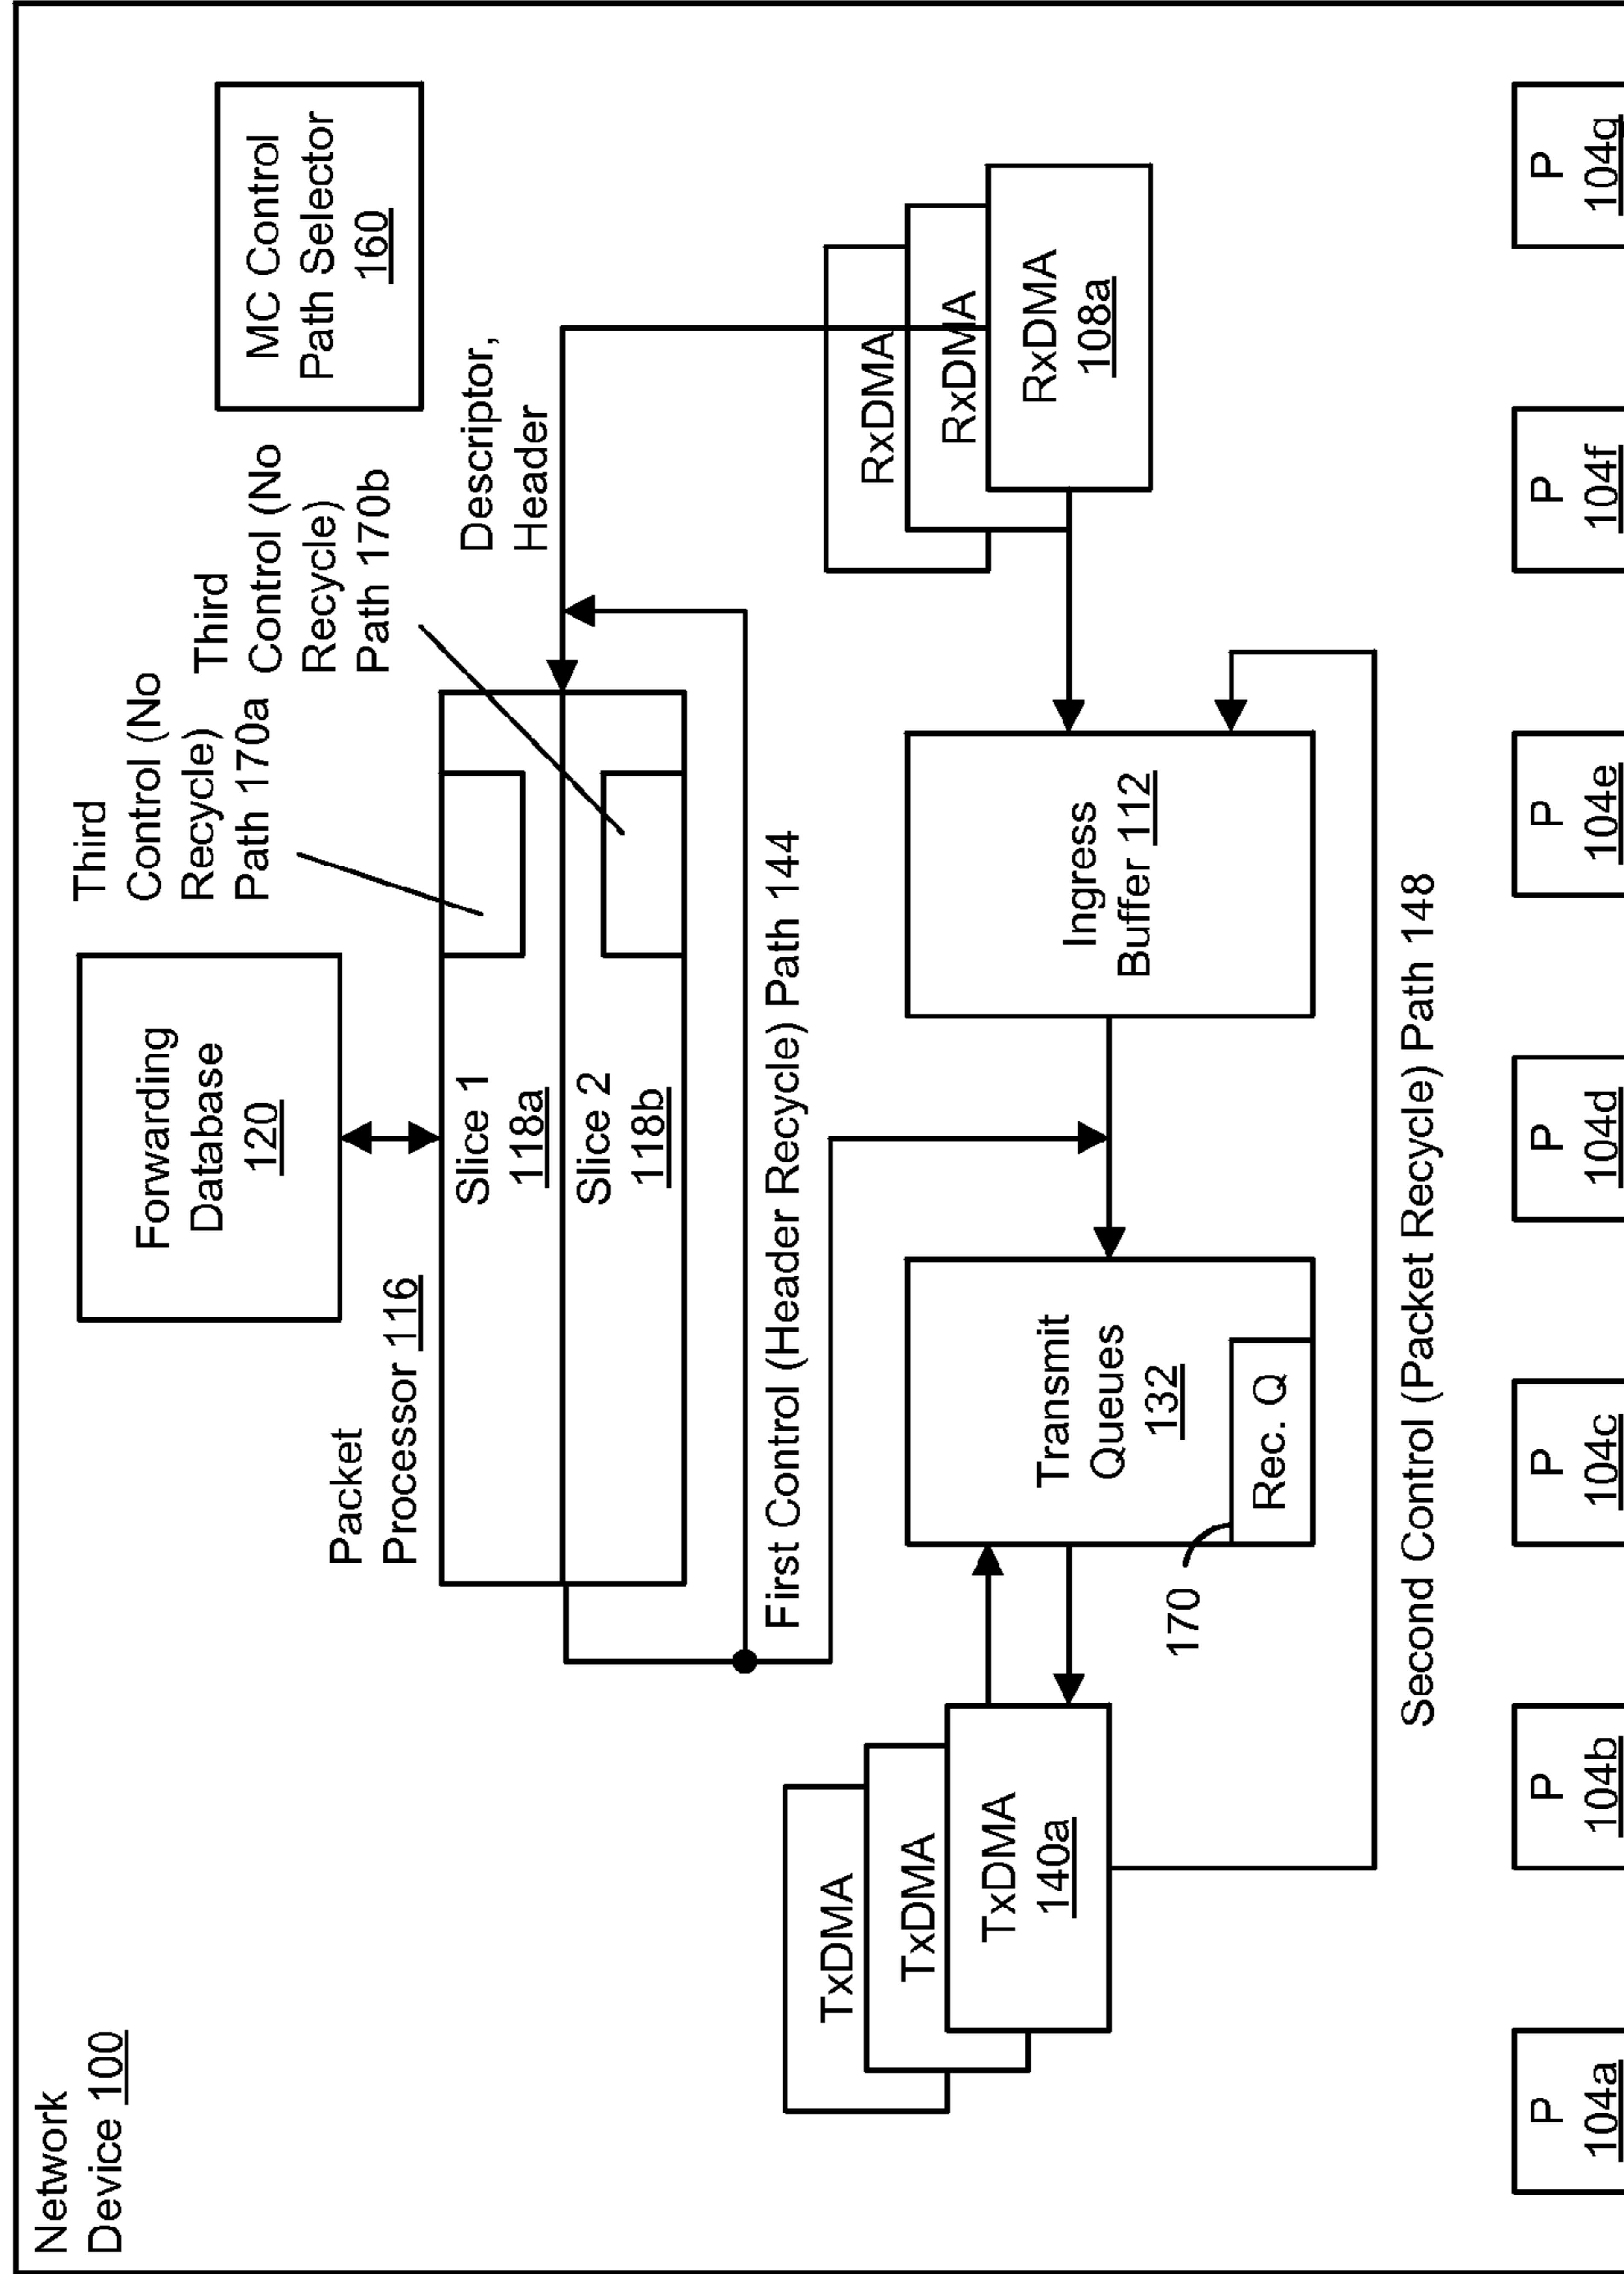 Network
Device 100
Forwarding
Database
120
Third
Control (No
Recycle)
Path 170a
Third
Control (No
Recycle)
Path 170b
MC Control
Path Selector
160
Packet
Processor 116
Slice 1
118a
Slice 2
118b
Descriptor,
Header
First Control (Header Recycle) Path 144
TxDMA
TxDMA
TxDMA
140a
Transmit
Queues
132
Rec. Q
170
Ingress
Buffer 112
RxDMA
RxDMA
RxDMA
108a
Second Control (Packet Recycle) Path 148
P
104a
P
104b
P
104c
P
104d
P
104e
P
104f
P
104g